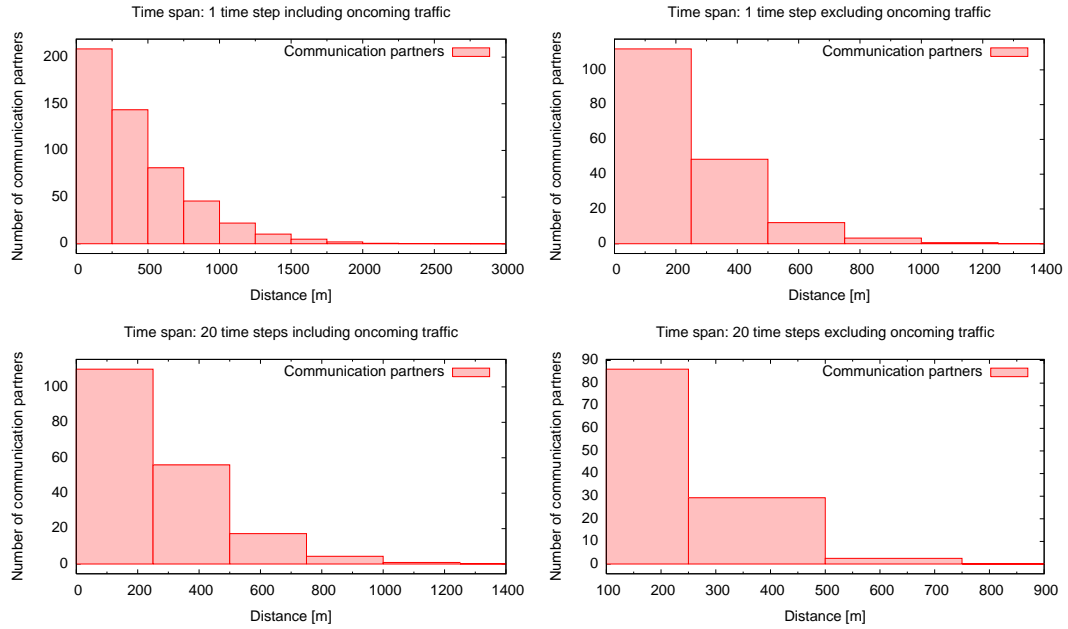 Time span: 1 time step including oncoming traffic
Number of communication partners
200
150
100
50
0
Communication partners
0 500 1000 1500 2000 2500 3000
Distance [m]
Time span: 1 time step excluding oncoming traffic
Number of communication partners
100
80
60
40
20
0
Communication partners
0 200 400 600 800 1000 1200 1400
Distance [m]
Time span: 20 time steps including oncoming traffic
Number of communication partners
100
80
60
40
20
0
Communication partners
0 200 400 600 800 1000 1200 1400
Distance [m]
Time span: 20 time steps excluding oncoming traffic
Number of communication partners
90
80
70
60
50
40
30
20
10
0
Communication partners
100 200 300 400 500 600 700 800 900
Distance [m]